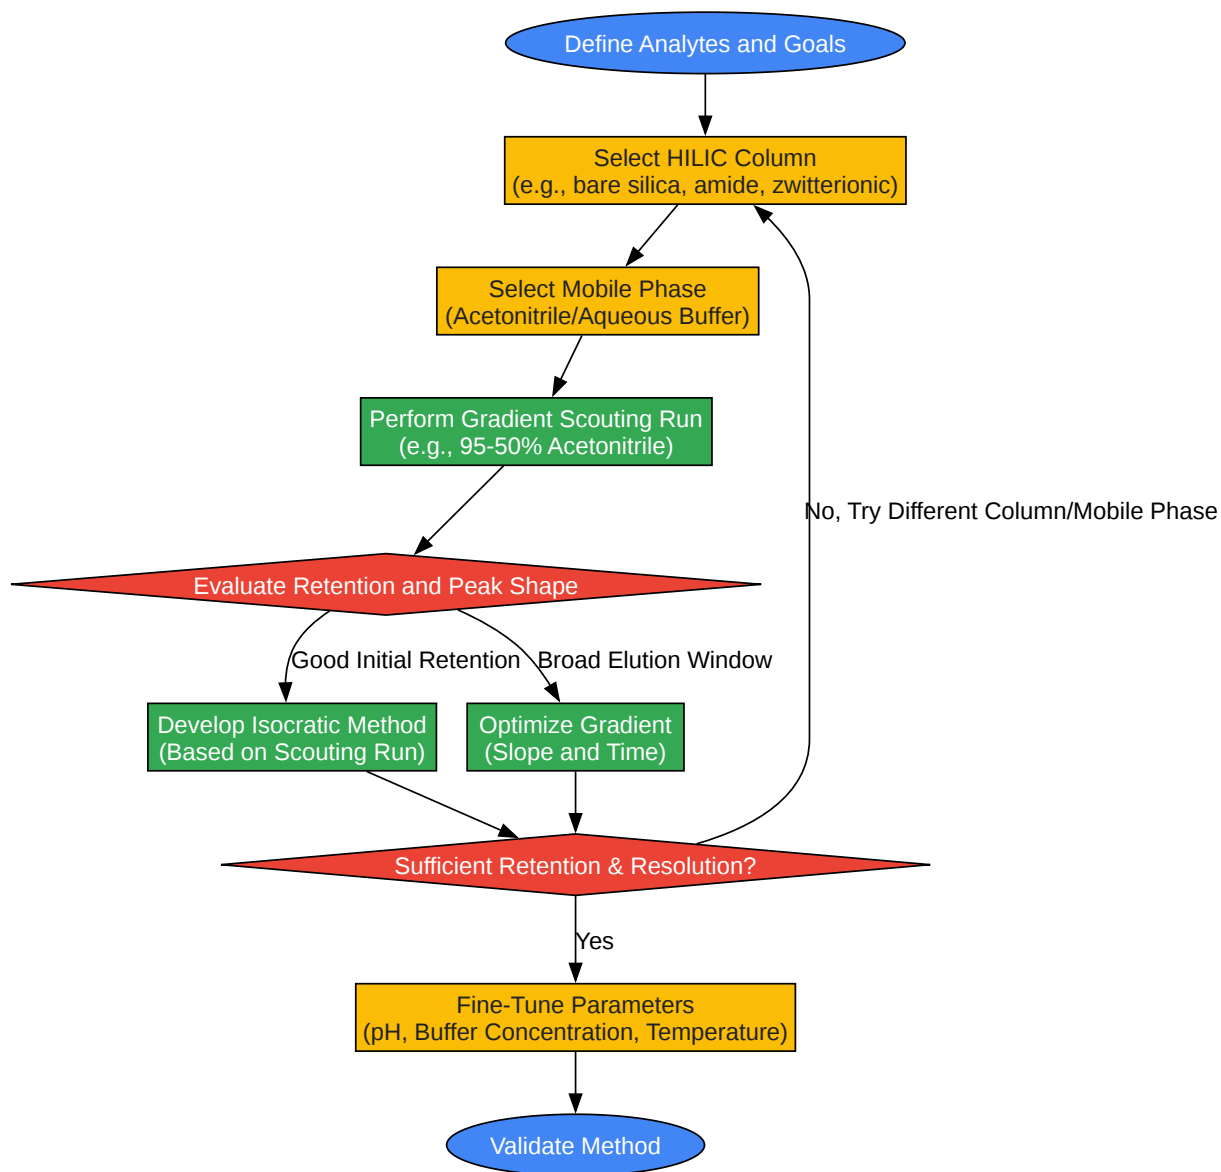 Define Analytes and Goals
Select HILIC Column
(e.g., bare silica, amide, zwitterionic)
Select Mobile Phase
(Acetonitrile/Aqueous Buffer)
Perform Gradient Scouting Run
(e.g., 95-50% Acetonitrile)
No, Try Different Column/Mobile Phase
Evaluate Retention and Peak Shape
Good Initial Retention
Broad Elution Window
Develop Isocratic Method
(Based on Scouting Run)
Optimize Gradient
(Slope and Time)
Sufficient Retention & Resolution?
Yes
Fine-Tune Parameters
(pH, Buffer Concentration, Temperature)
Validate Method